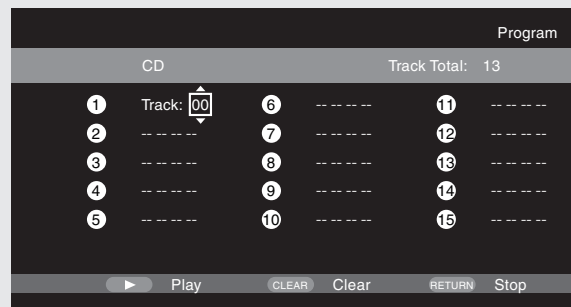 Program
CD Track Total: 13
1 Track: 00 6 -- -- -- -- 11 -- -- -- --
2 -- -- -- -- 7 -- -- -- -- 12 -- -- -- --
3 -- -- -- -- 8 -- -- -- -- 13 -- -- -- --
4 -- -- -- -- 9 -- -- -- -- 14 -- -- -- --
5 -- -- -- -- 10 -- -- -- -- 15 -- -- -- --
Play CLEAR Clear RETURN Stop